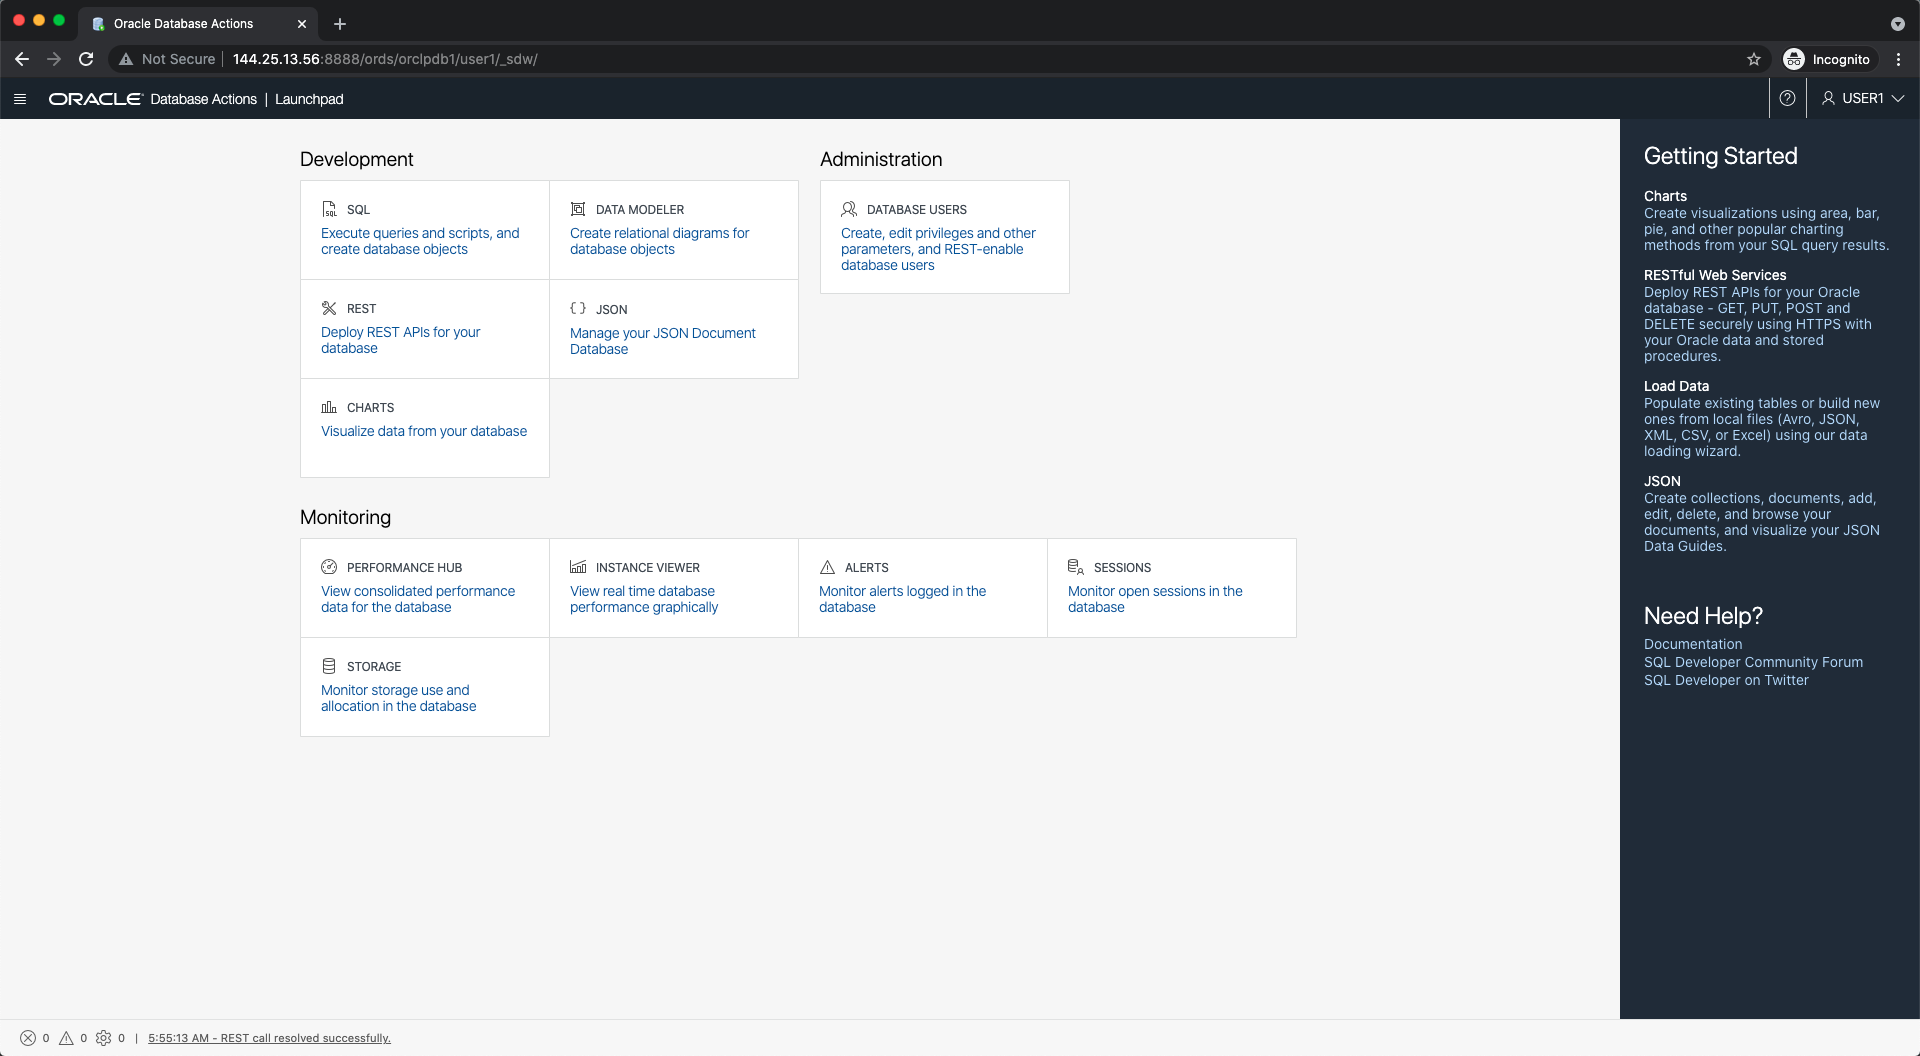 Oracle Database Actions
Not Secure
144.25.13.56:8888/ords/orclpdb1/user1/_sdw/
Incognito
ORACLE Database Actions | Launchpad
USER1
Development
SQL
Execute queries and scripts, and
create database objects
DATA MODELER
Create relational diagrams for
database objects
REST
Deploy REST APIs for your
database
JSON
Manage your JSON Document
Database
CHARTS
Visualize data from your database
Administration
DATABASE USERS
Create, edit privileges and other
parameters, and REST-enable
database users
Monitoring
PERFORMANCE HUB
View consolidated performance
data for the database
INSTANCE VIEWER
View real time database
performance graphically
ALERTS
Monitor alerts logged in the
database
SESSIONS
Monitor open sessions in the
database
STORAGE
Monitor storage use and
allocation in the database
Getting Started
Charts
Create visualizations using area, bar,
pie, and other popular charting
methods from your SQL query results.
RESTful Web Services
Deploy REST APIs for your Oracle
database - GET, PUT, POST and
DELETE securely using HTTPS with
your Oracle data and stored
procedures.
Load Data
Populate existing tables or build new
ones from local files (Avro, JSON,
XML, CSV, or Excel) using our data
loading wizard.
JSON
Create collections, documents, add,
edit, delete, and browse your
documents, and visualize your JSON
Data Guides.
Need Help?
Documentation
SQL Developer Community Forum
SQL Developer on Twitter
0 0 0 | 5:55:13 AM - REST call resolved successfully.